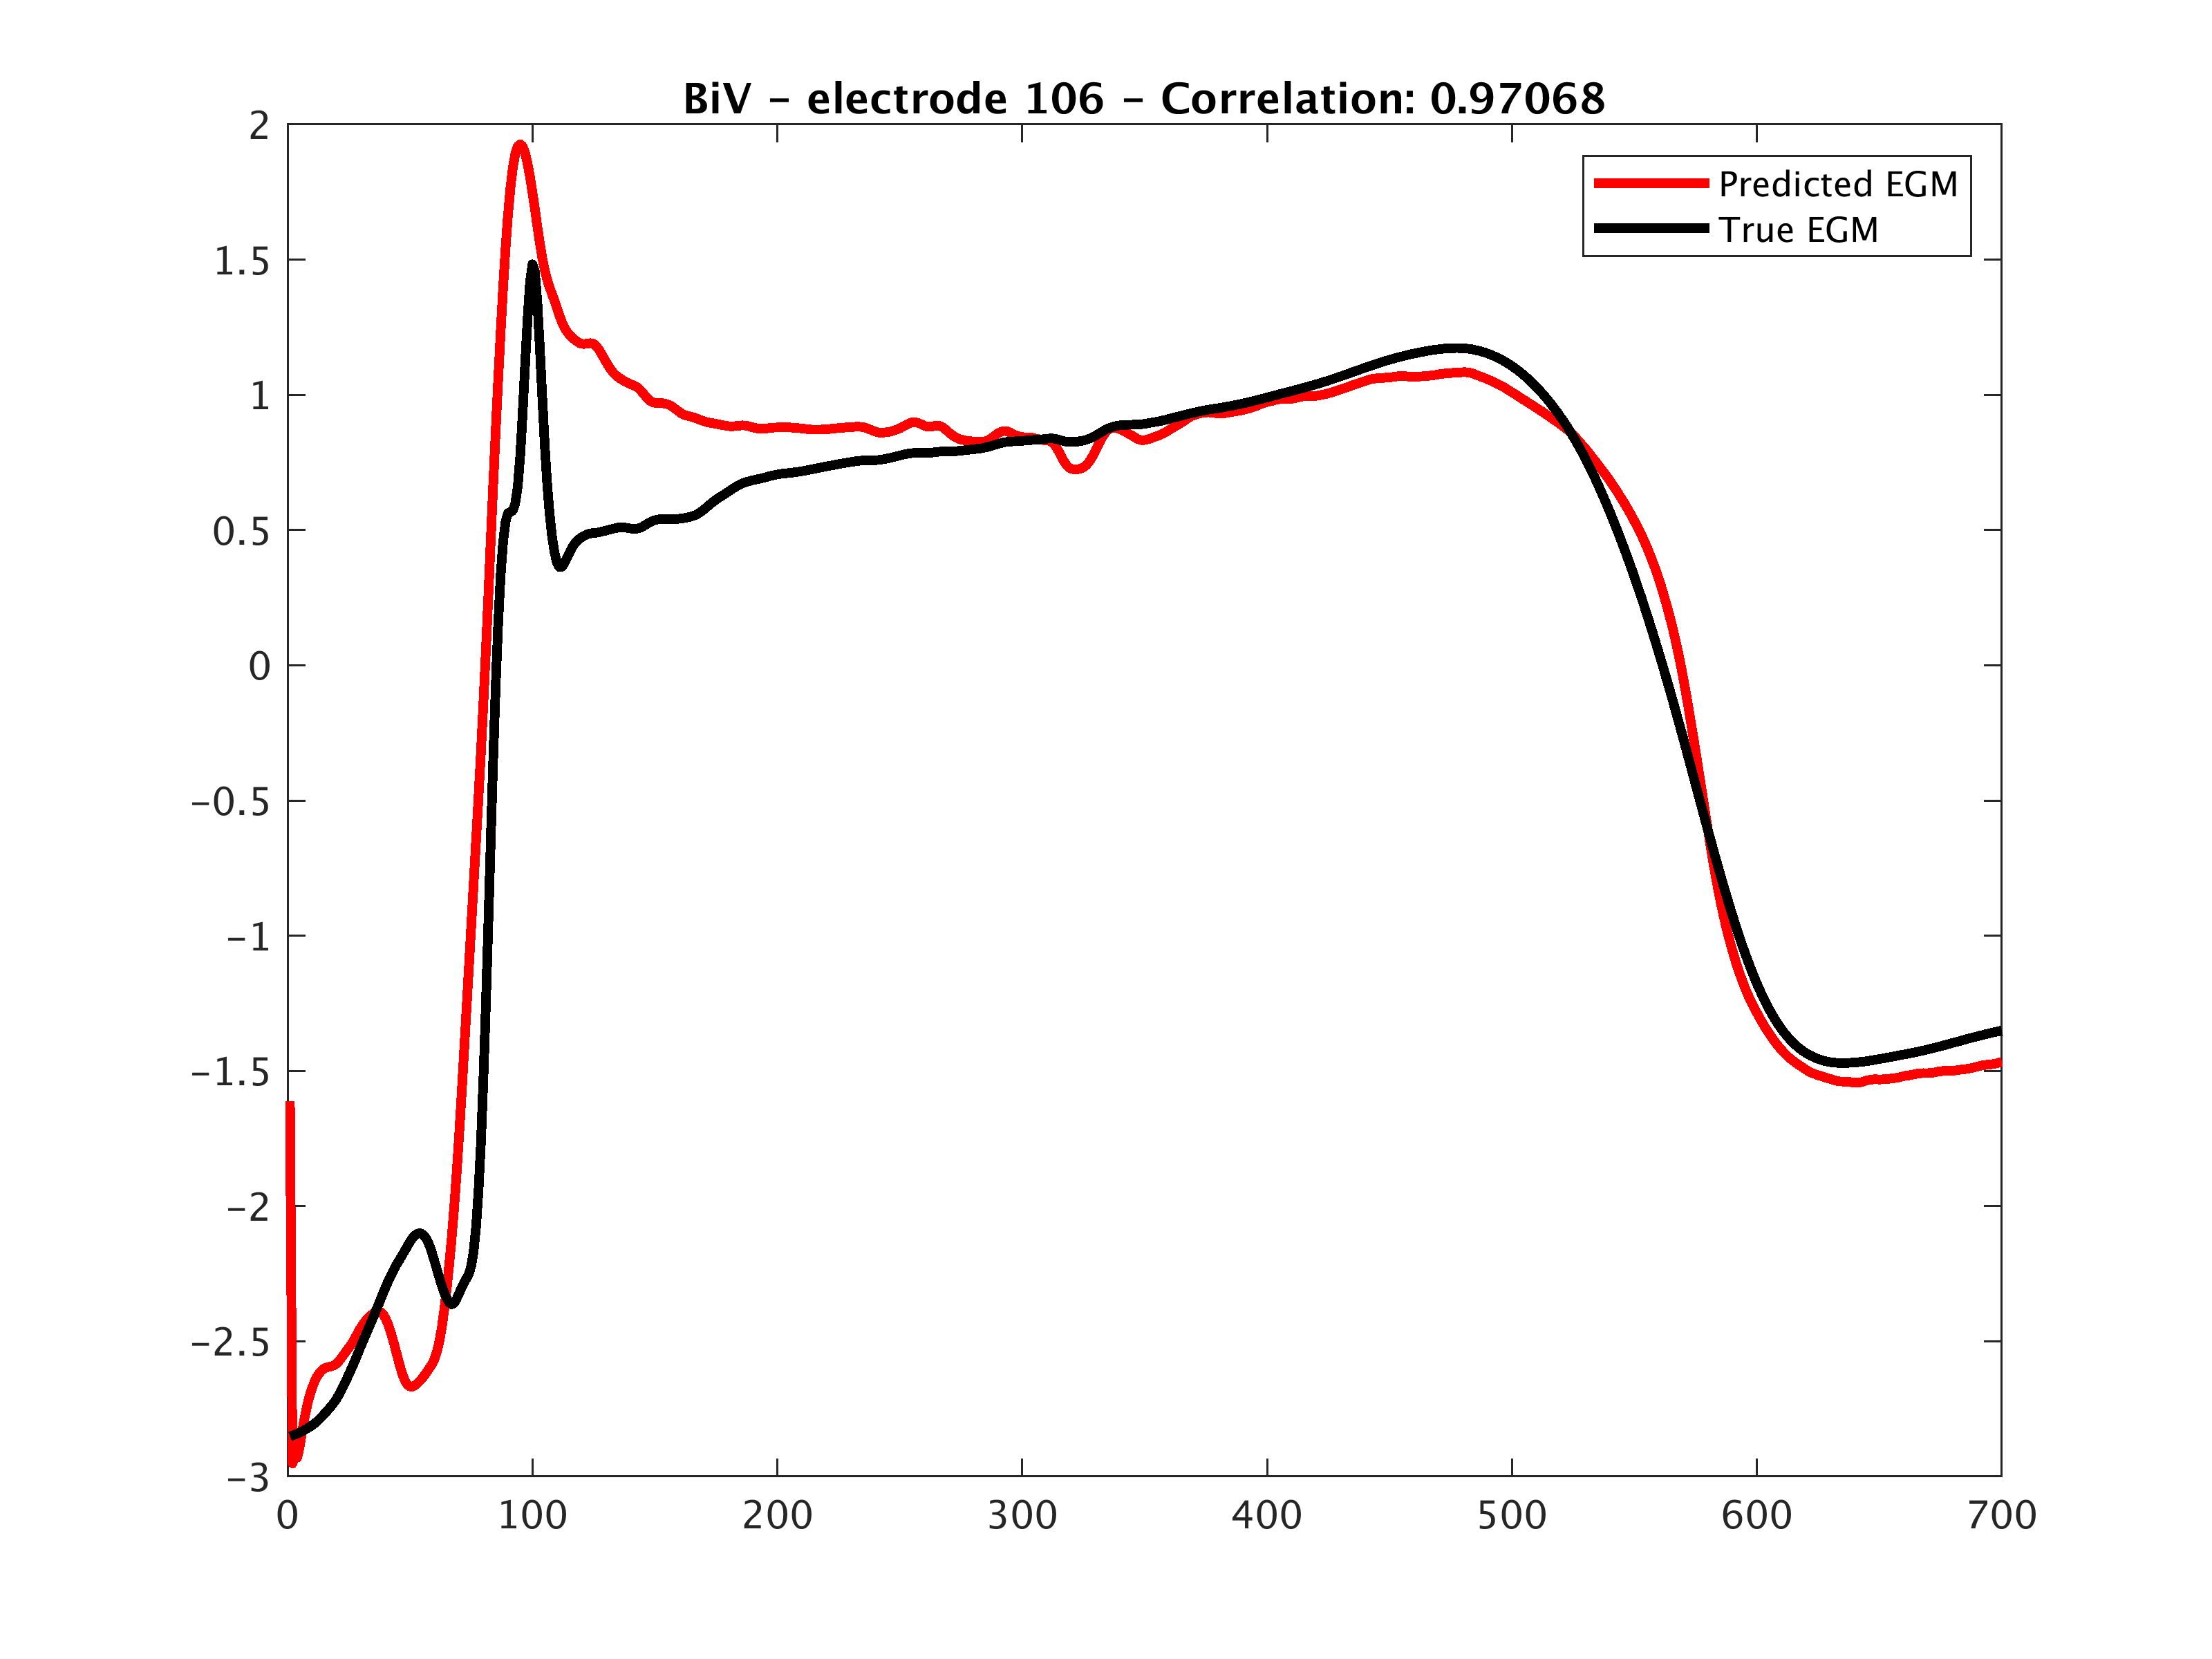 BiV – electrode 106 – Correlation: 0.97068
Predicted EGM
True EGM
2
1.5
1
0.5
0
−0.5
−1
−1.5
−2
−2.5
−3
0 100 200 300 400 500 600 700